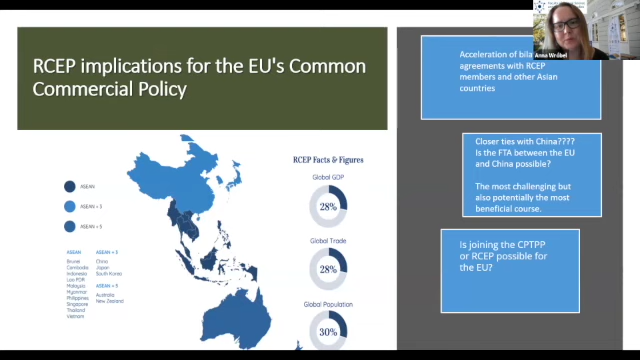 RCEP implications for the EU's Common
Commercial Policy
ASEAN
ASEAN + 3
ASEAN + 5
ASEAN
Brunei
Cambodia
Indonesia
Lao PDR
Malaysia
Myanmar
Philippines
Singapore
Thailand
Vietnam
ASEAN + 3
China
Japan
South Korea
ASEAN + 5
Australia
New Zealand
RCEP Facts & Figures
Global GDP
28%
Global Trade
28%
Global Population
30%
Acceleration of
agreements with RCEP
members and other Asian
countries
Closer ties with China????
Is the FTA between the EU
and China possible?
The most challenging but
also potentially the most
beneficial course.
Is joining the CPTPP
or RCEP possible for
the EU?
Anna Wróbel